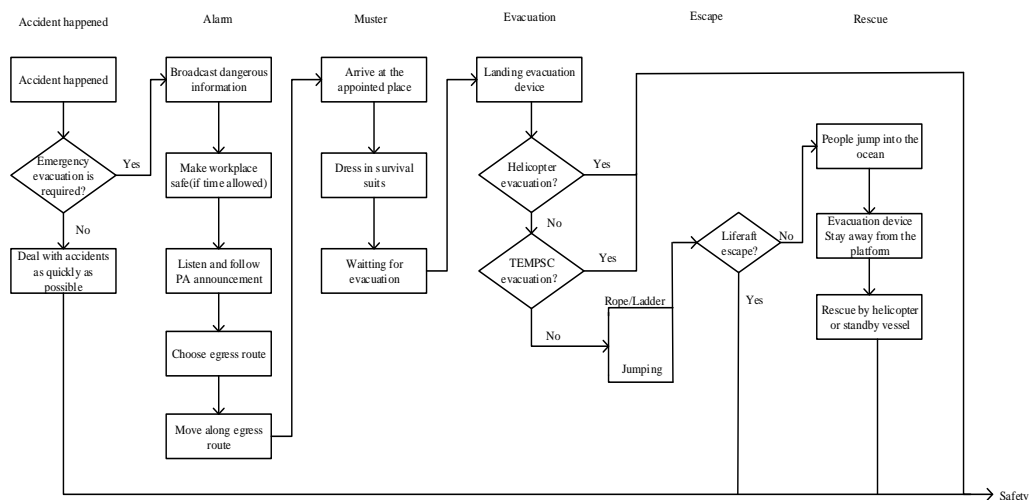 Accident happened
Alarm
Muster
Evacuation
Escape
Rescue
Accident happened
Emergency
evacuation is
required?
Yes
No
Deal with accidents
as quickly as
possible
Broadcast dangerous
information
Make workplace
safe(if time allowed)
Listen and follow
PA announcement
Choose egress route
Move along egress
route
Arrive at the
appointed place
Dress in survival
suits
Waitting for
evacuation
Landing evacuation
device
Helicopter
evacuation?
Yes
No
TEMPSC
evacuation?
Yes
No
Rope/Ladder
Jumping
Liferaft
escape?
No
Yes
People jump into the
ocean
Evacuation device
Stay away from the
platform
Rescue by helicopter
or standby vessel
Safety